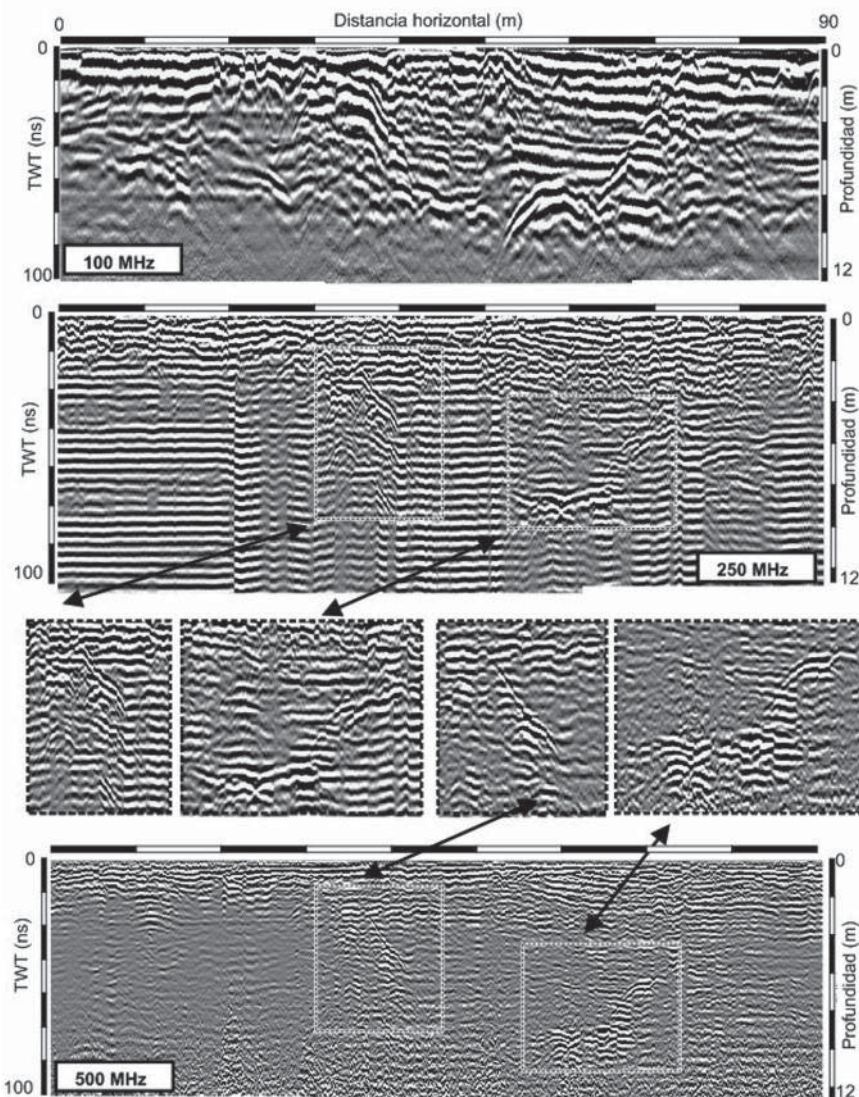 Distancia horizontal (m)
0 90
0 0
TWT (ns) Profundidad (m)
100 MHz
100 12
0 0
TWT (ns) Profundidad (m)
250 MHz
100 12
0 0
TWT (ns) Profundidad (m)
500 MHz
100 12